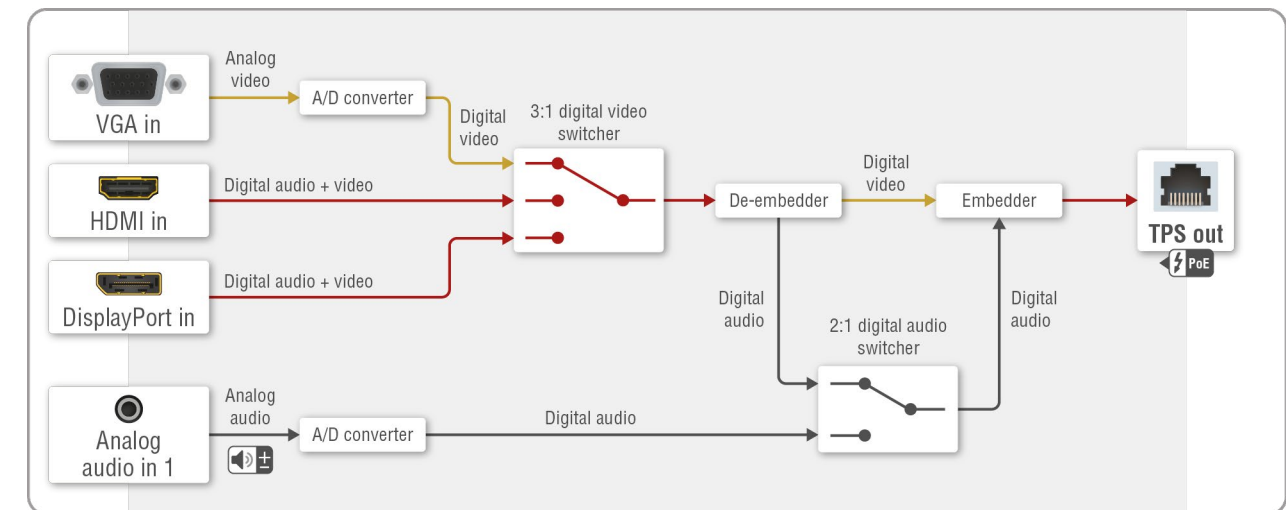 Analog
video
VGA in
A/D converter
Digital
video
3:1 digital video
switcher
HDMI in
Digital audio + video
DisplayPort in
Digital audio + video
De-embedder
Digital
video
Embedder
TPS out
PoE
Digital
audio
Digital
audio
2:1 digital audio
switcher
Analog
audio in 1
Analog
audio
A/D converter
Digital audio